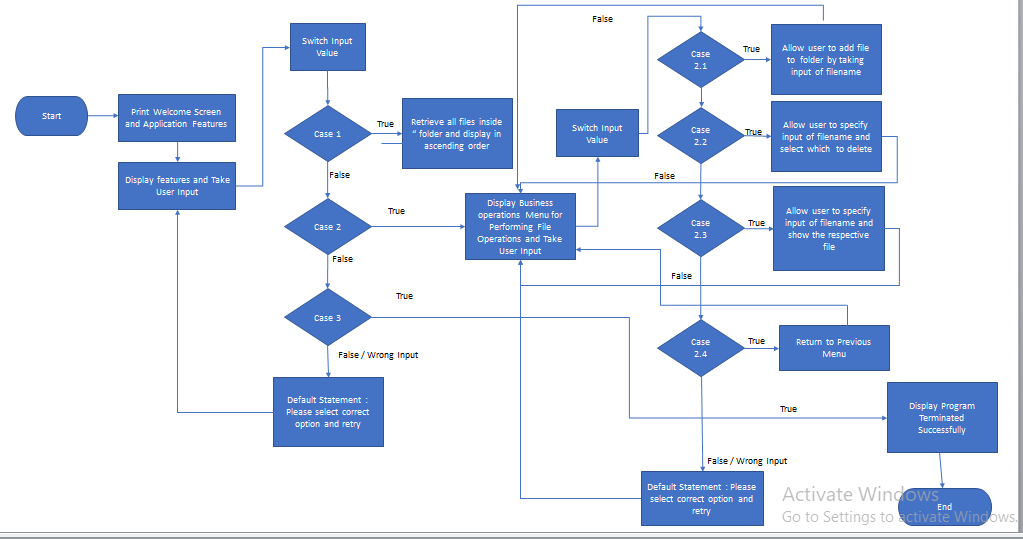 Start
Print Welcome Screen
and Application Features
Display features and Take
User Input
Switch Input
Value
Case 1
True
Retrieve all files inside
“ folder and display in
ascending order
False
Case 2
True
False
Case 3
True
False / Wrong Input
Default Statement :
Please select correct
option and retry
Display Business
operations Menu for
Performing File
Operations and Take
User Input
Switch Input
Value
False
Case
2.1
True
Allow user to add file
to folder by taking
input of filename
Case
2.2
True
Allow user to specify
input of filename and
select which to delete
False
Case
2.3
True
Allow user to specify
input of filename and
show the respective
file
False
Case
2.4
True
Return to Previous
Menu
True
Display Program
Terminated
Successfully
False / Wrong Input
Default Statement : Please
select correct option and
retry
End
Activate Windows
Go to Settings to activate Windows.